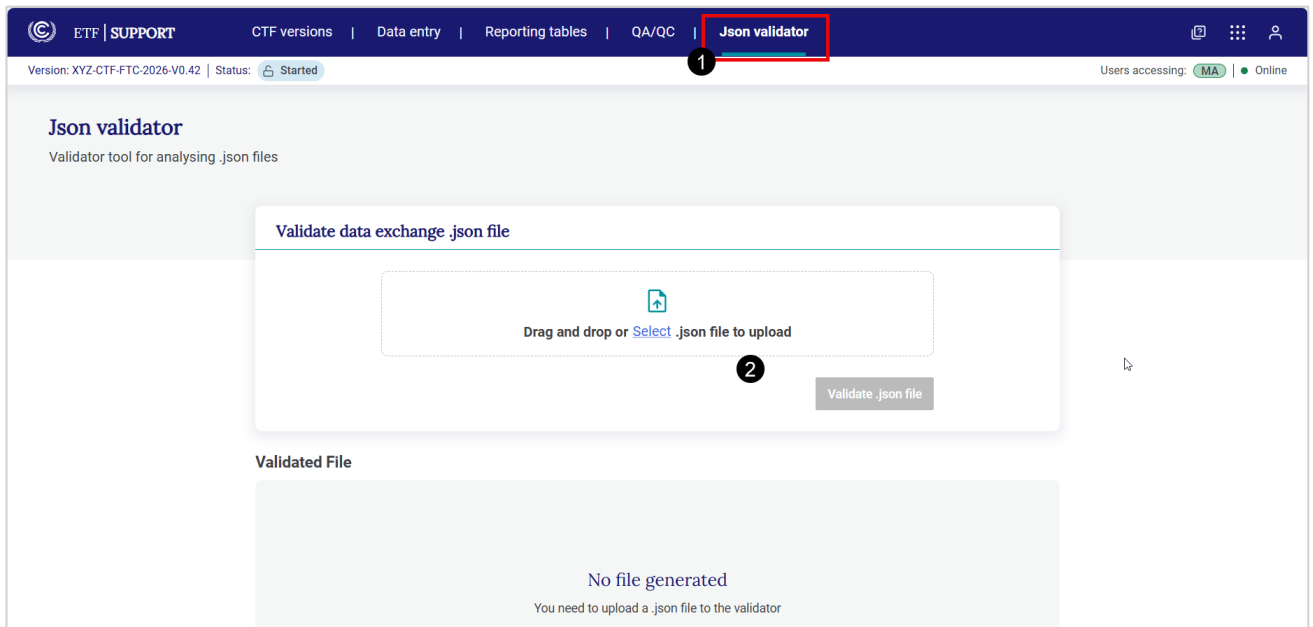 ETF | SUPPORT CTF versions | Data entry | Reporting tables | QA/QC | Json validator
1
Version: XYZ-CTF-FTC-2026-V0.42 | Status: Started Users accessing: MA | Online
Json validator
Validator tool for analysing .json files
Validate data exchange .json file
Drag and drop or Select .json file to upload
2
Validate .json file
Validated File
No file generated
You need to upload a .json file to the validator